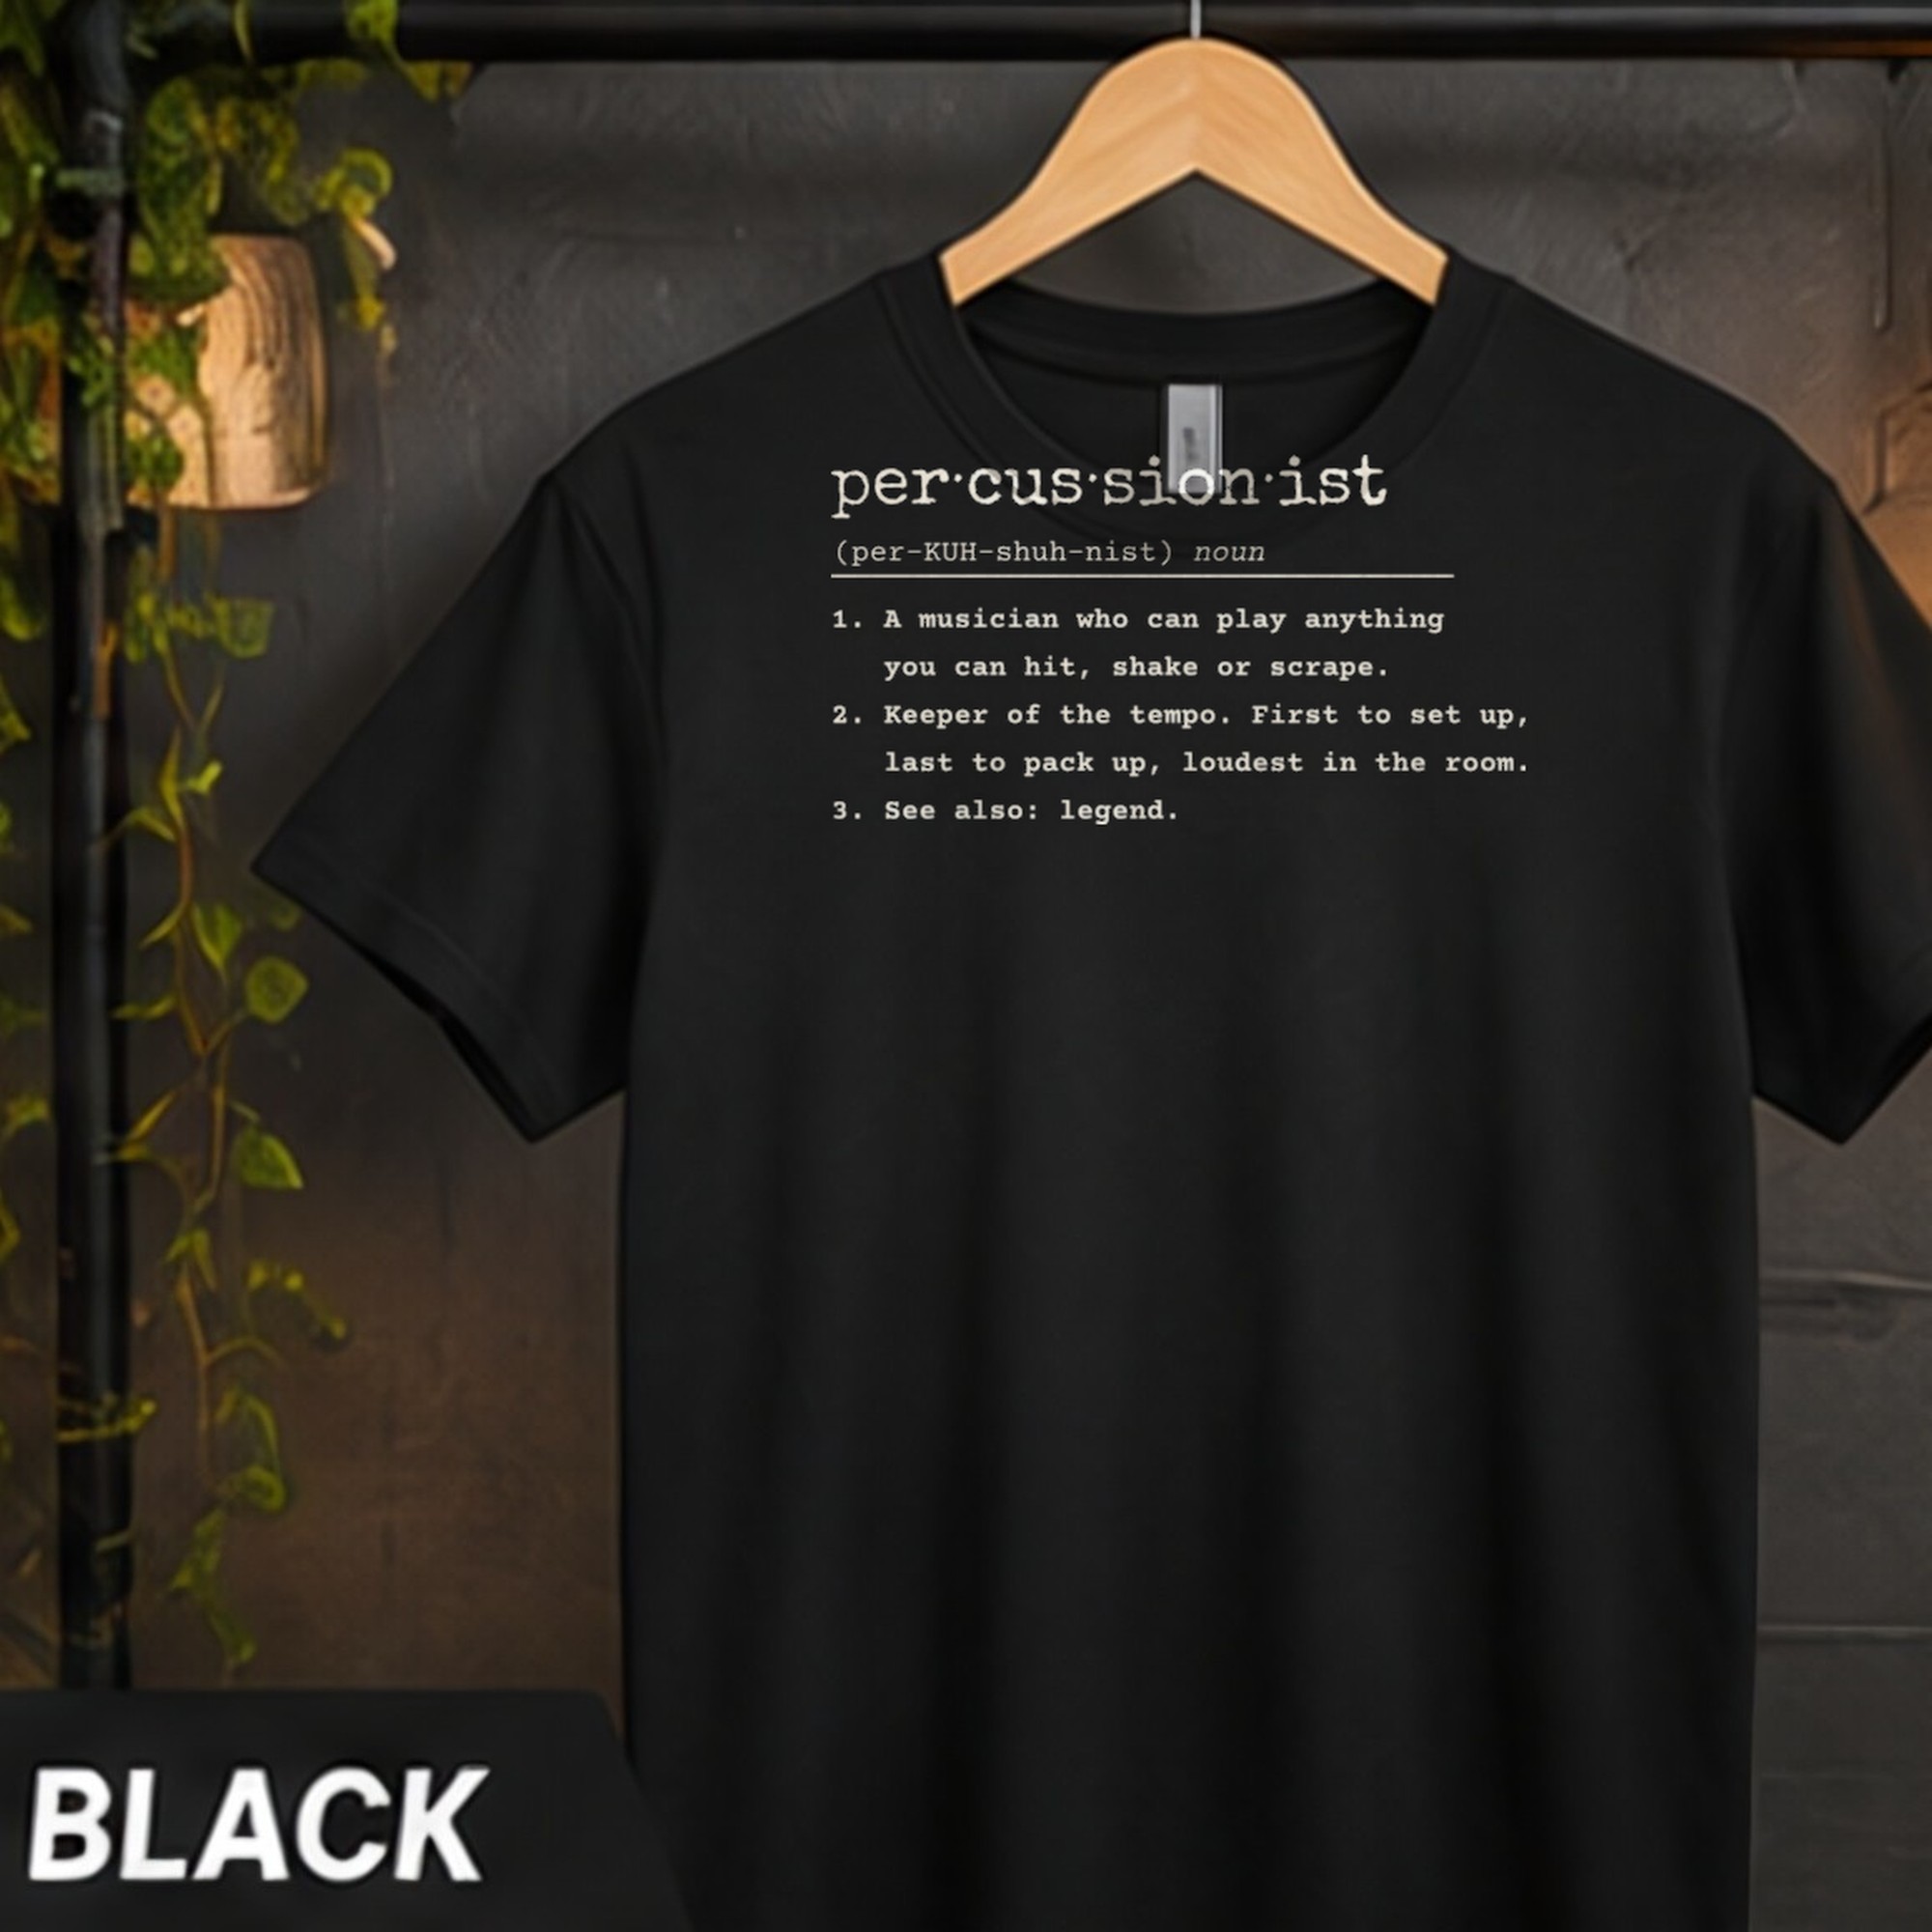 per·cus·sion·ist
(per-KUH-shuh-nist) noun
1. A musician who can play anything
you can hit, shake or scrape.
2. Keeper of the tempo. First to set up,
last to pack up, loudest in the room.
3. See also: legend.
BLACK